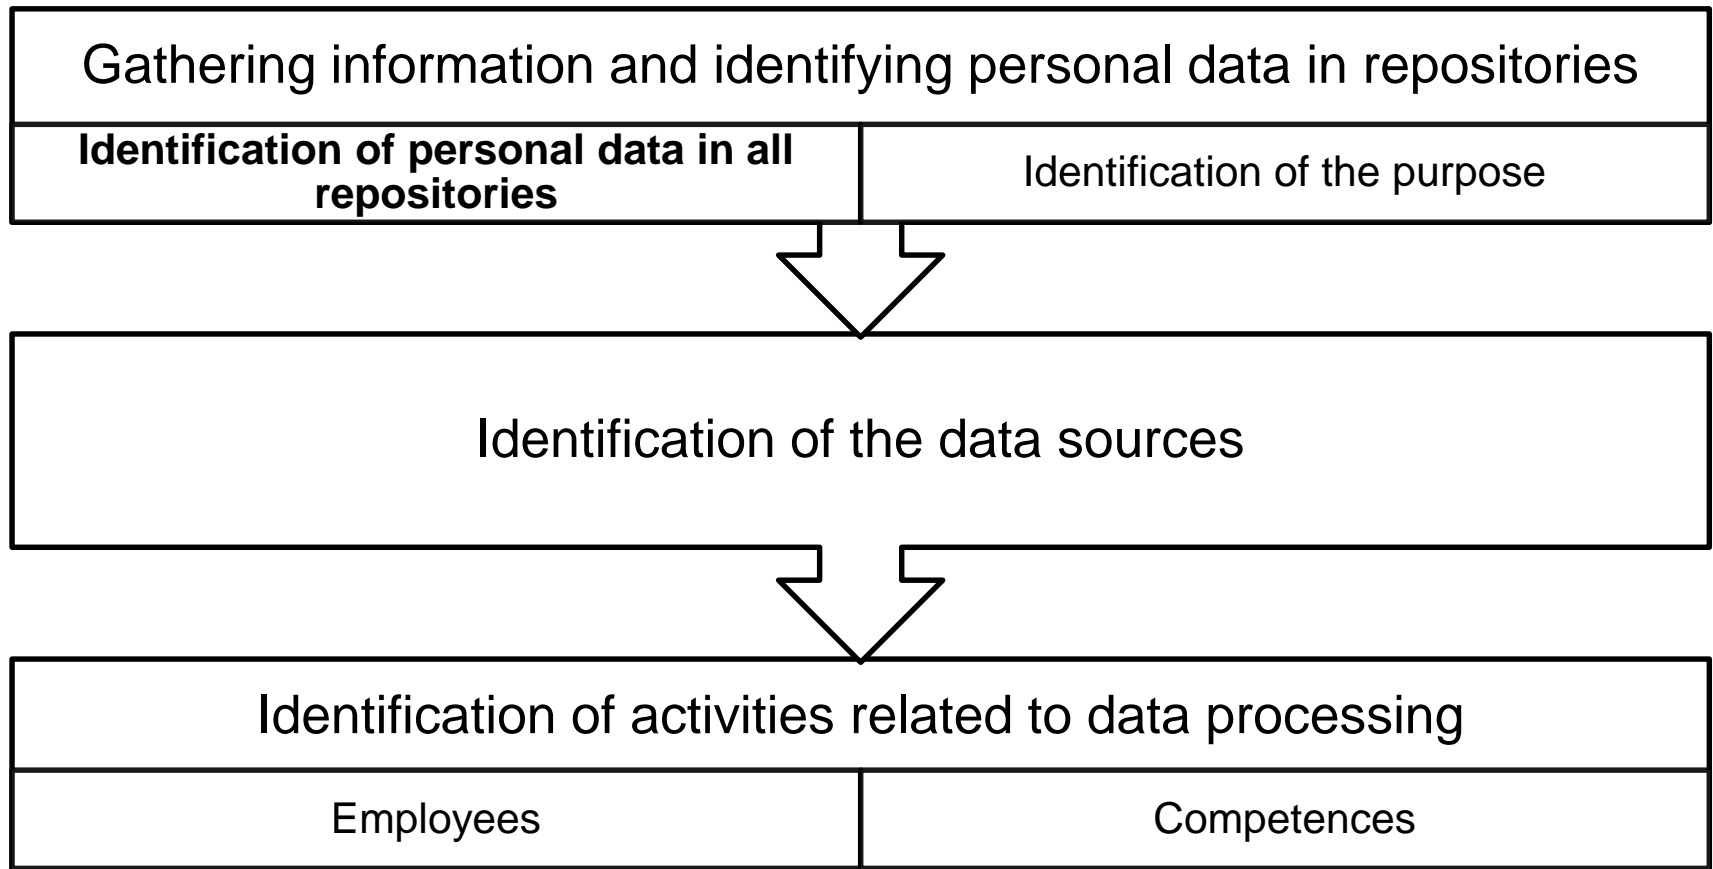 Gathering information and identifying personal data in repositories
Identification of personal data in all
repositories
Identification of the purpose
Identification of the data sources
Identification of activities related to data processing
Employees
Competences